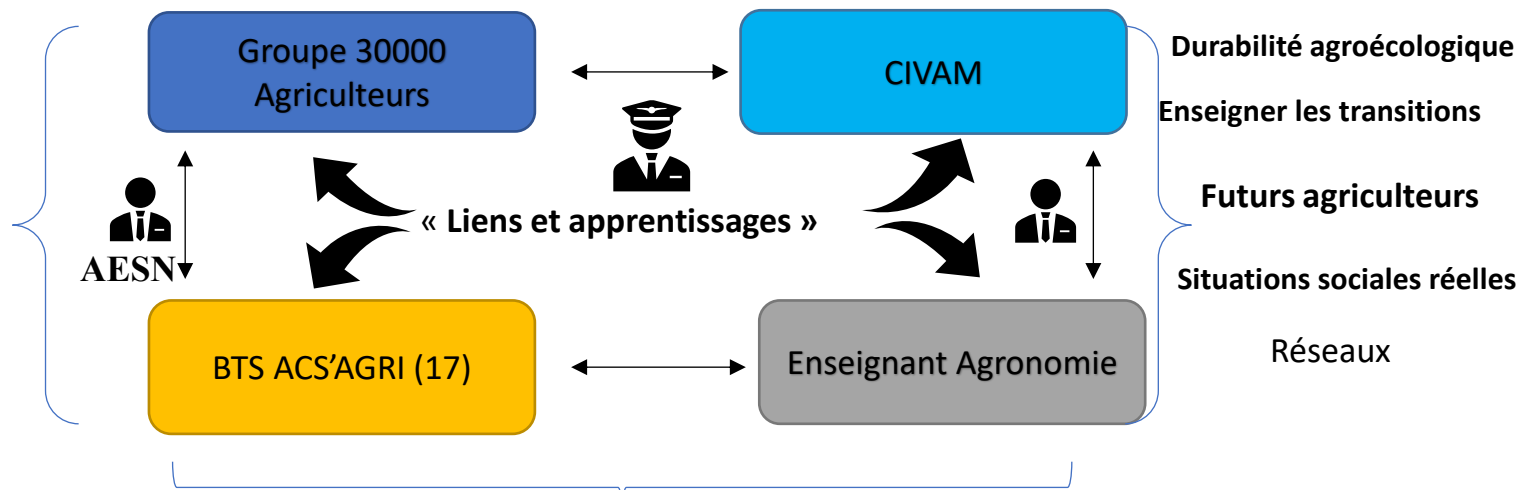 Groupe 30000
Agriculteurs
CIVAM
Durabilité agroécologique
Enseigner les transitions
« Liens et apprentissages »
Futurs agriculteurs
AESN
Situations sociales réelles
BTS ACS’AGRI (17)
Enseignant Agronomie
Réseaux